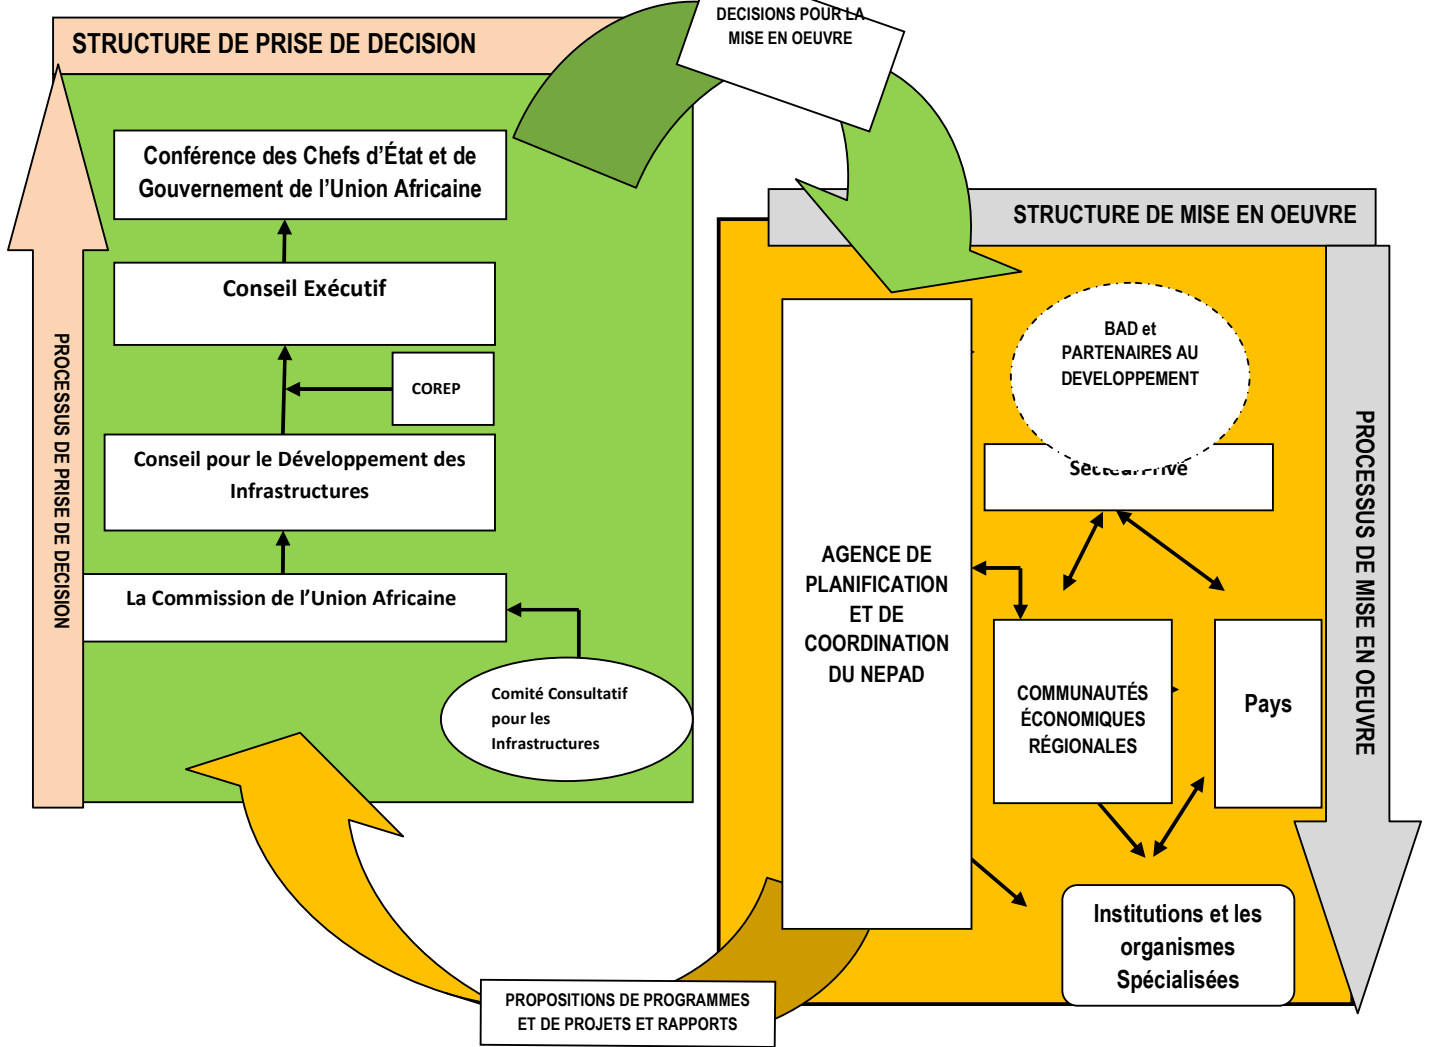 DECISIONS POUR LA
MISE EN OEUVRE
STRUCTURE DE PRISE DE DECISION
Conférence des Chefs d’État et de
Gouvernement de l’Union Africaine
Conseil Exécutif
COREP
Conseil pour le Développement des
Infrastructures
La Commission de l’Union Africaine
Comité Consultatif
pour les
Infrastructures
PROCESSUS DE PRISE DE DECISION
STRUCTURE DE MISE EN OEUVRE
BAD et
PARTENAIRES AU
DEVELOPPEMENT
Secteur Privé
AGENCE DE
PLANIFICATION
ET DE
COORDINATION
DU NEPAD
COMMUNAUTÉS
ÉCONOMIQUES
RÉGIONALES
Pays
Institutions et les
organismes
Spécialisées
PROCESSUS DE MISE EN OEUVRE
PROPOSITIONS DE PROGRAMMES
ET DE PROJETS ET RAPPORTS